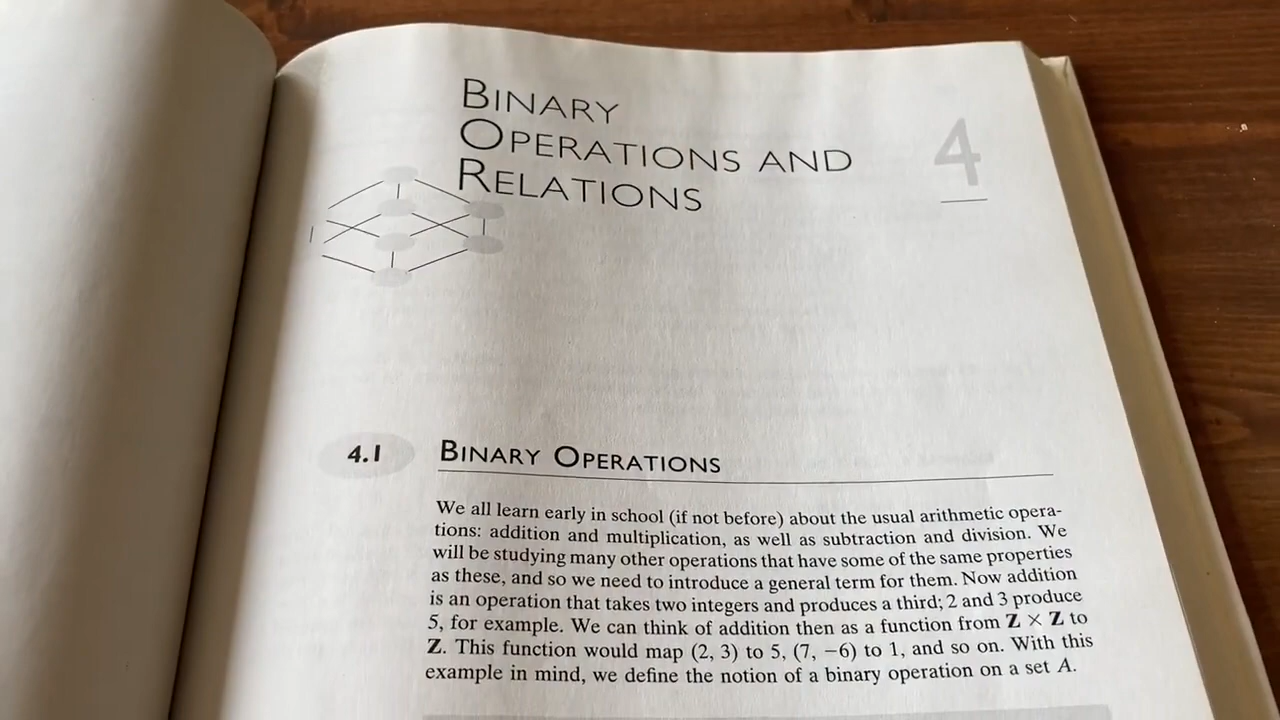 BINARY
OPERATIONS AND
RELATIONS
4
4.1 BINARY OPERATIONS
We all learn early in school (if not before) about the usual arithmetic opera-
tions: addition and multiplication, as well as subtraction and division. We
will be studying many other operations that have some of the same properties
as these, and so we need to introduce a general term for them. Now addition
is an operation that takes two integers and produces a third; 2 and 3 produce
5, for example. We can think of addition then as a function from Z × Z to
Z. This function would map (2, 3) to 5, (7, −6) to 1, and so on. With this
example in mind, we define the notion of a binary operation on a set A.